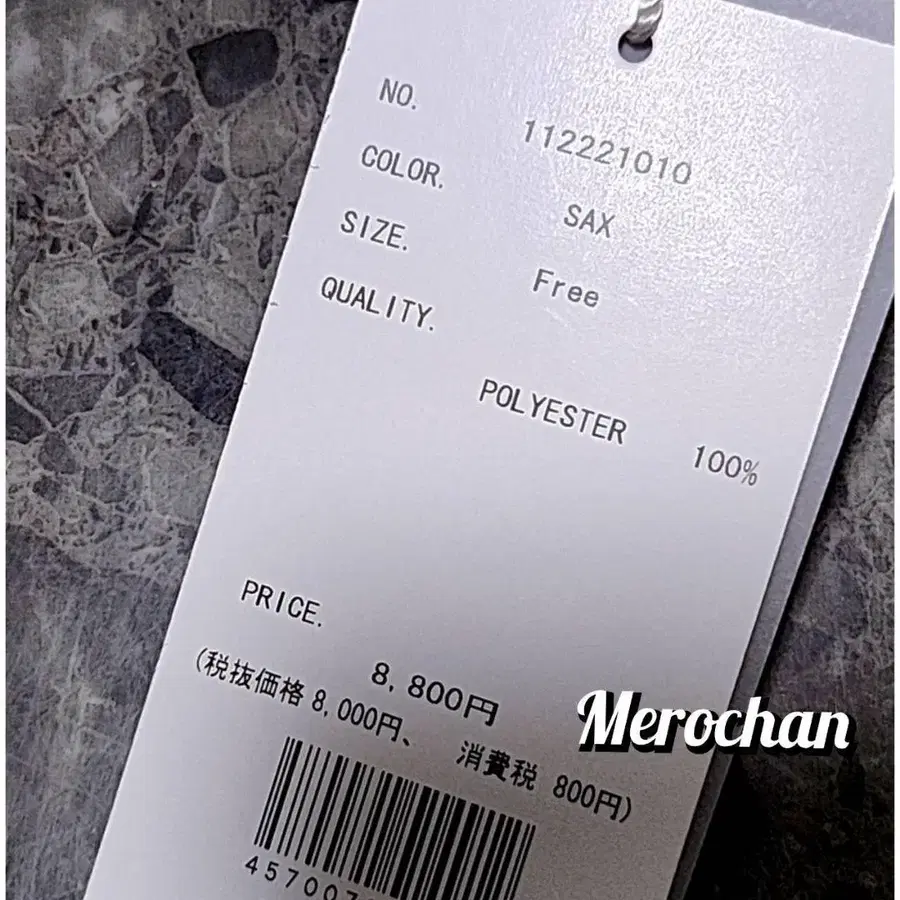 NO. 112221010
COLOR. SAX
SIZE. Free
QUALITY.
POLYESTER 100%
PRICE.
8,800円
(税抜価格 8,000円、 消費税 800円)
Merochan